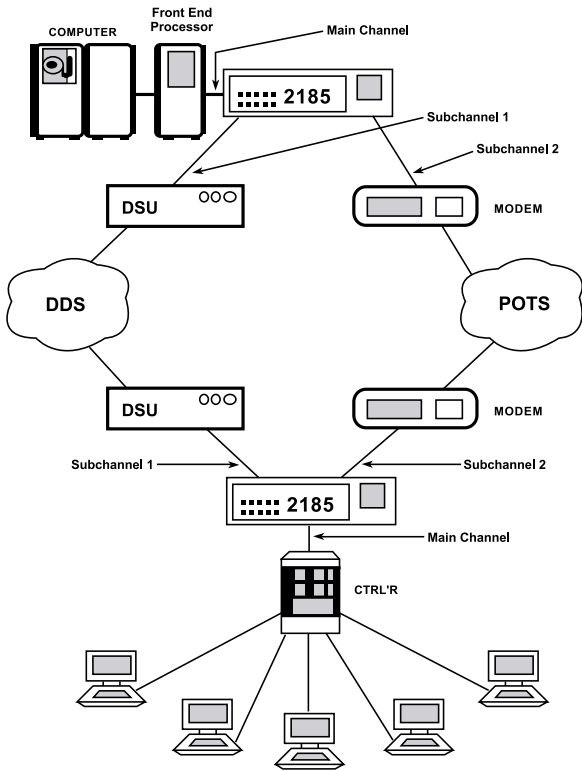 Front End
Processor
COMPUTER
Main Channel
2185
Subchannel 1
Subchannel 2
DSU
MODEM
DDS
POTS
DSU
MODEM
Subchannel 1
Subchannel 2
2185
Main Channel
CTRL'R